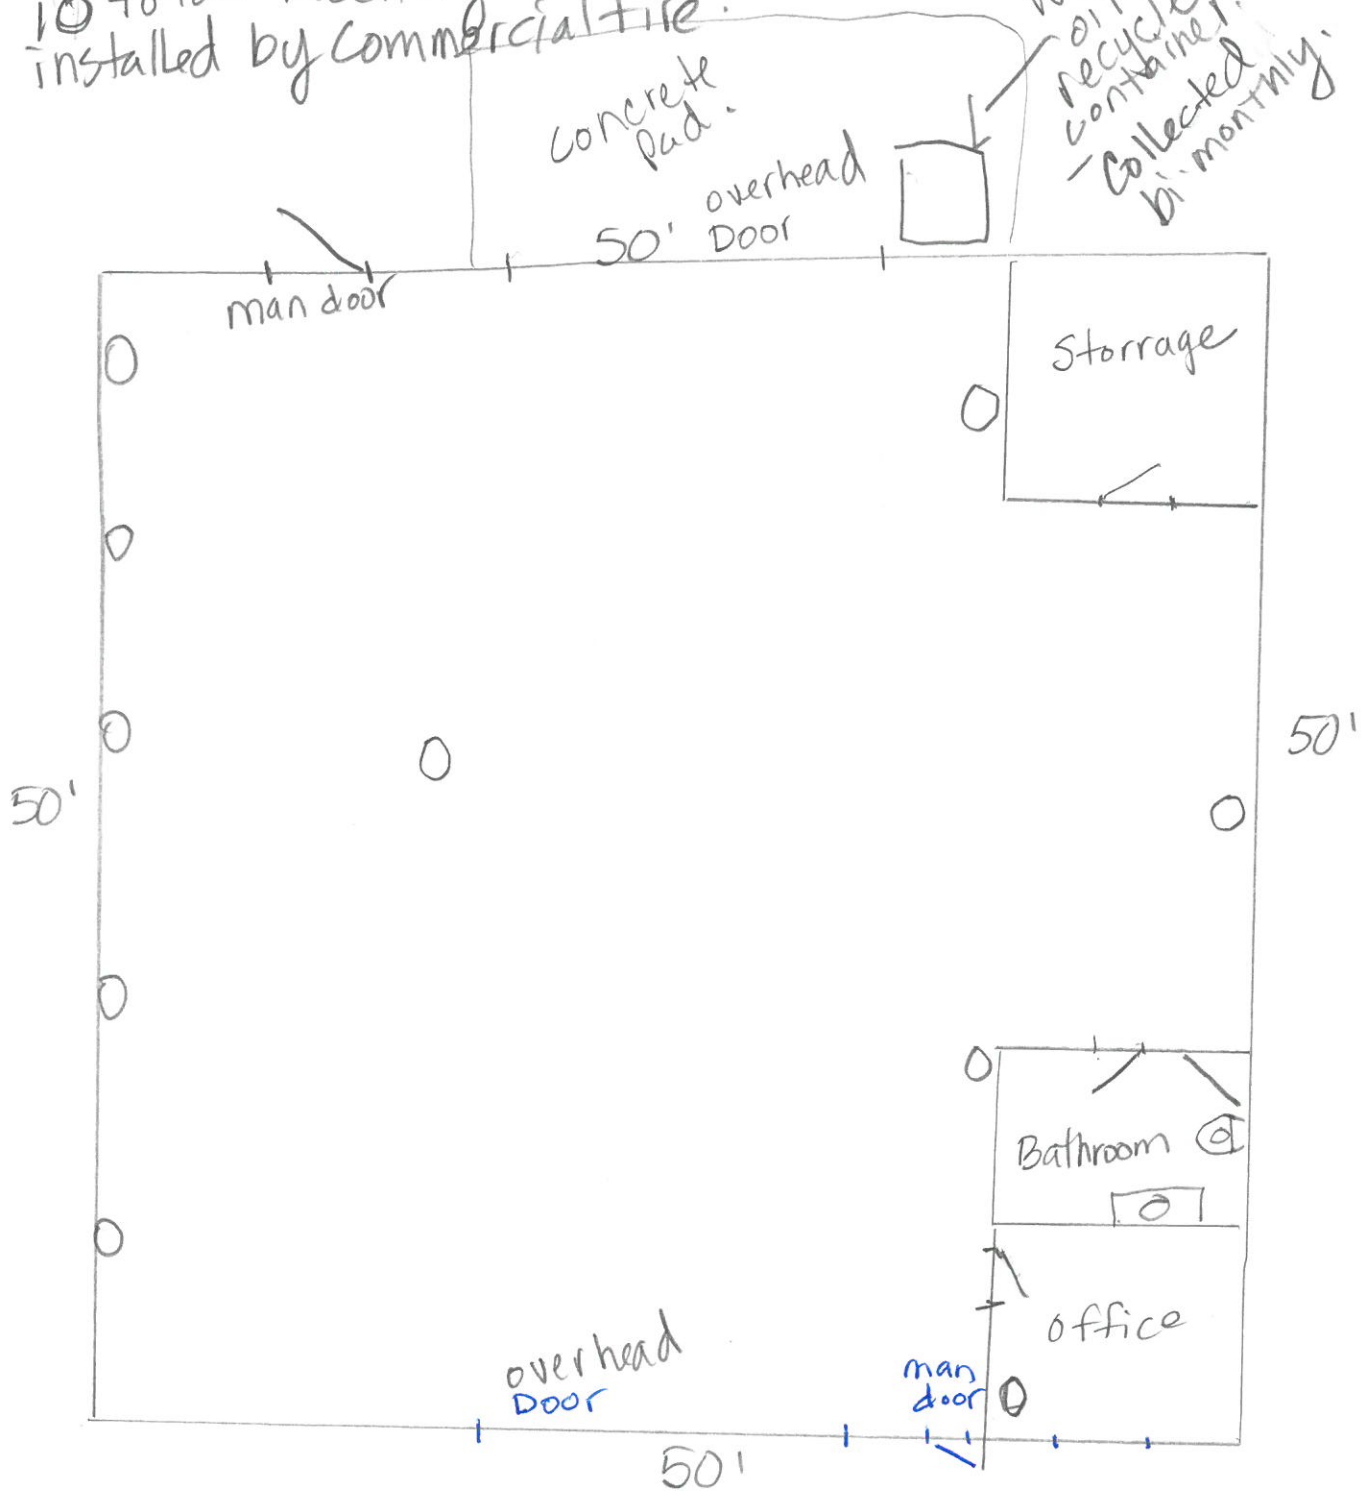 installed by Commercial Fire.
oil
recycle
container.
- Collected
bi-monthly.
concrete
pad.
overhead
50' Door
man door
Storrage
50'
50'
Bathroom
office
overhead
Door
man
door
50'